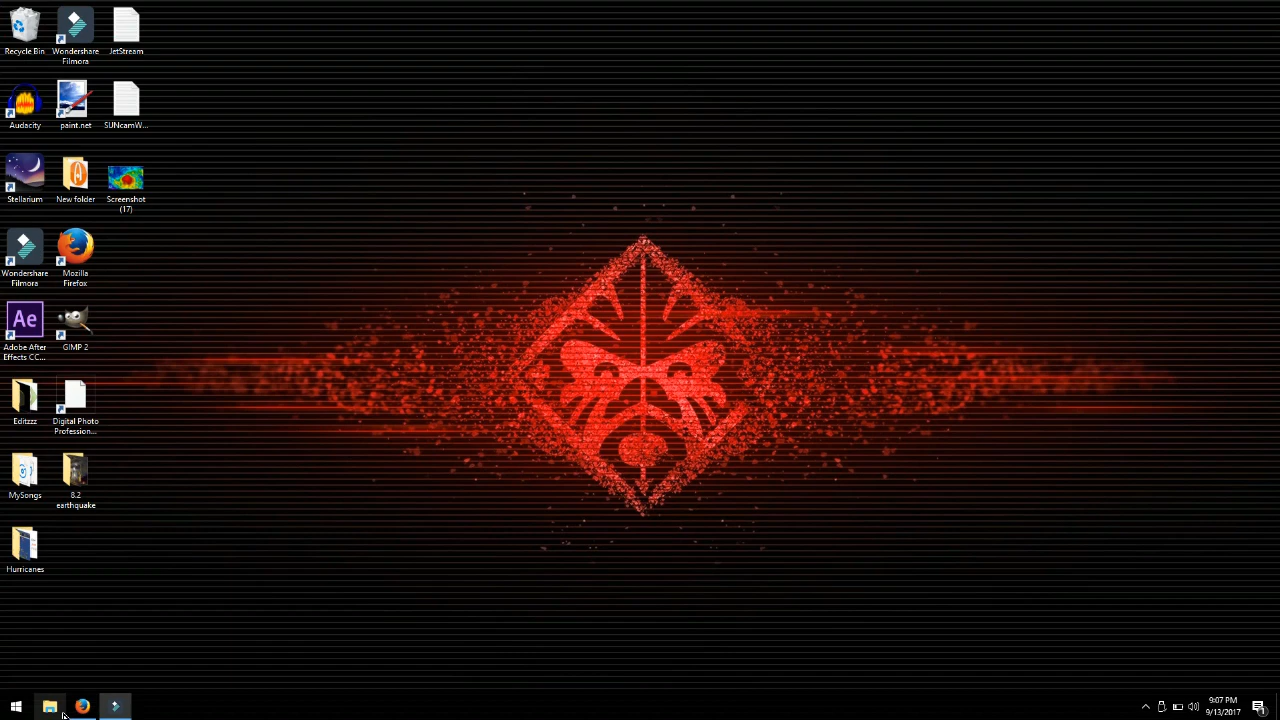 Recycle Bin
Wondershare
Filmora
JetStream
Audacity
paint.net
SUNcamW...
Stellarium
New folder
Screenshot
(17)
Wondershare
Filmora
Mozilla
Firefox
Ae
Adobe After
Effects CC...
GIMP 2
Editzzz
Digital Photo
Profession...
MySongs
8.2
earthquake
Hurricanes
9:07 PM
9/13/2017
1